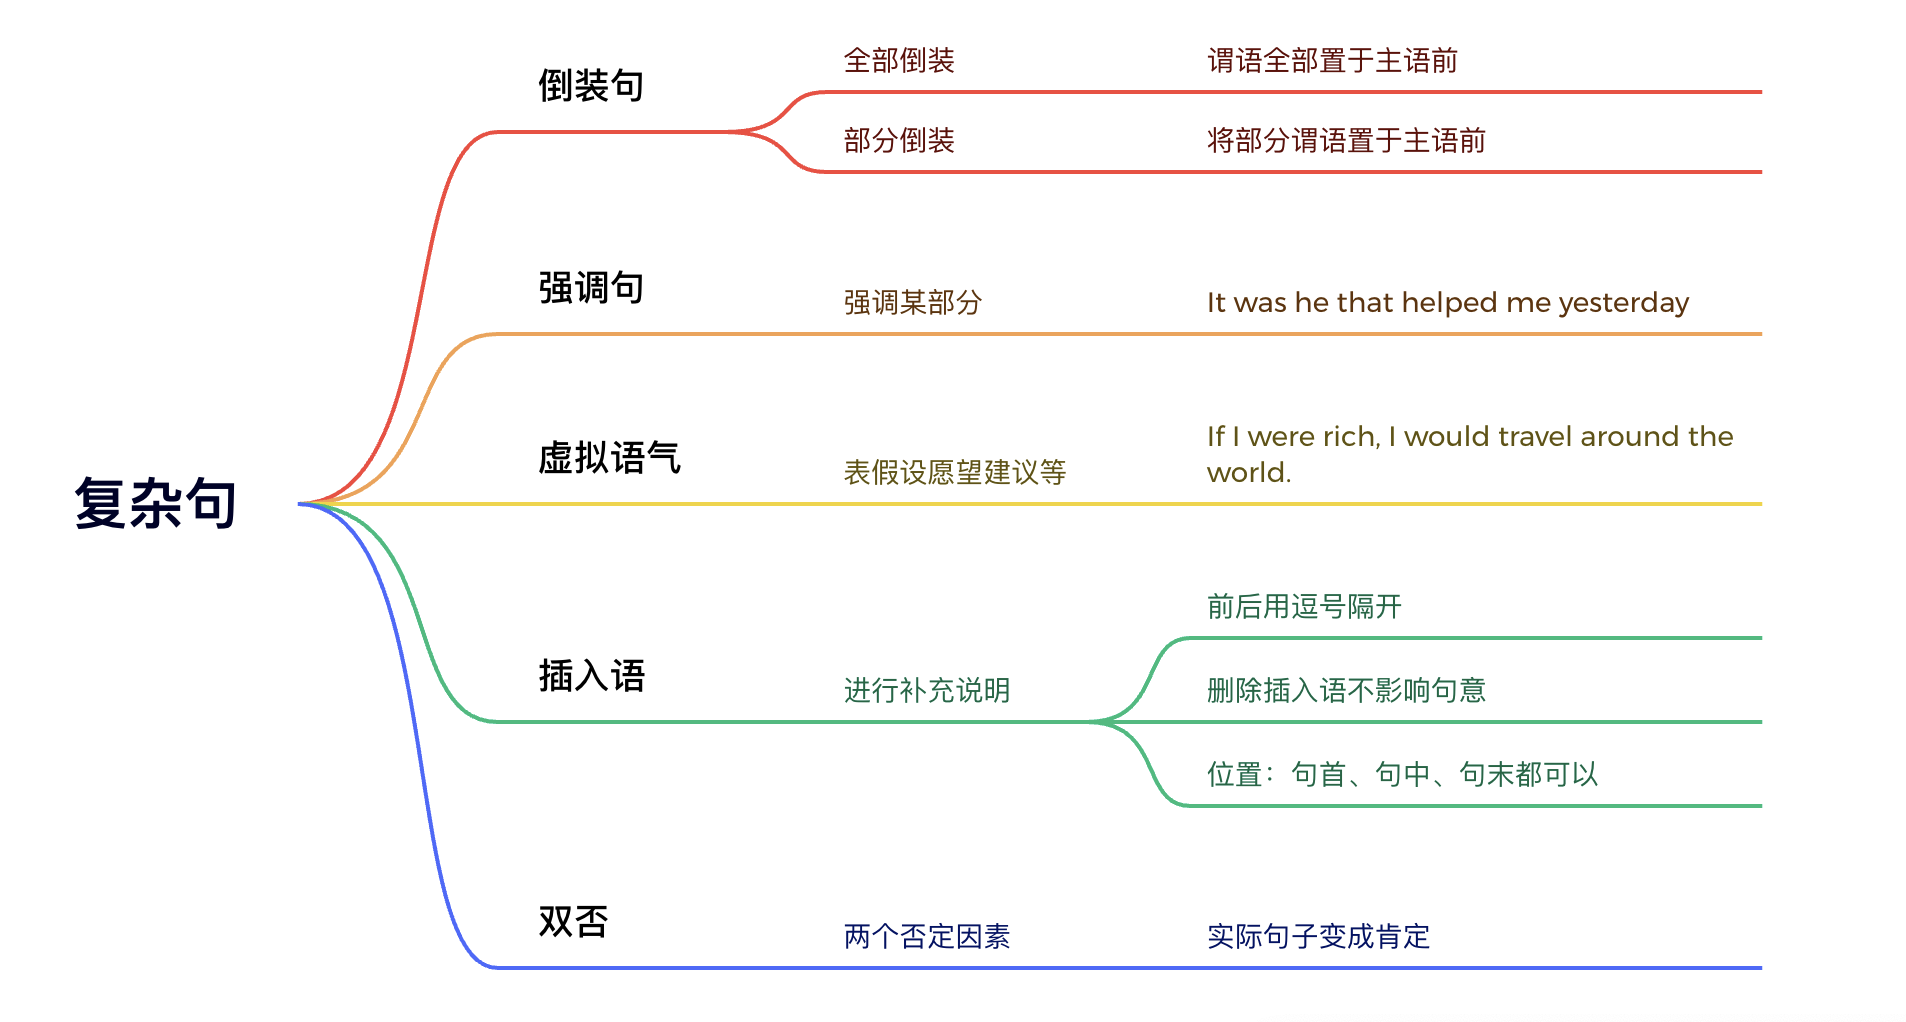 复杂句
倒装句
全部倒装
谓语全部置于主语前
部分倒装
将部分谓语置于主语前
强调句
强调某部分
It was he that helped me yesterday
虚拟语气
表假设愿望建议等
If I were rich, I would travel around the
world.
插入语
进行补充说明
前后用逗号隔开
删除插入语不影响句意
位置：句首、句中、句末都可以
双否
两个否定因素
实际句子变成肯定